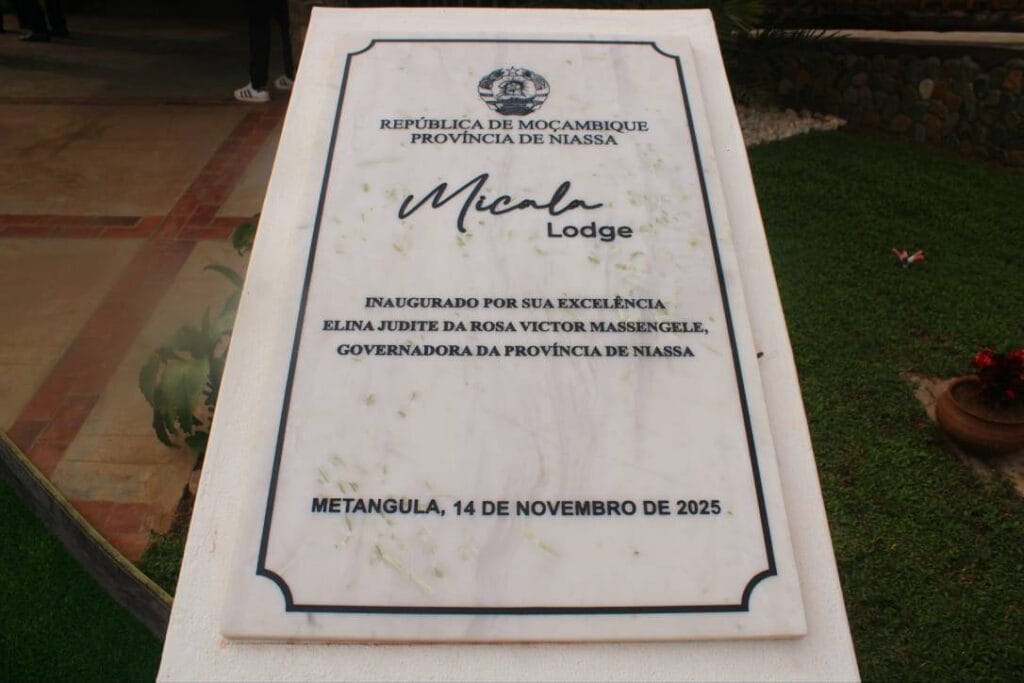 REPÚBLICA DE MOÇAMBIQUE
PROVÍNCIA DE NIASSA
Micala
Lodge
INAUGURADO POR SUA EXCELÊNCIA
ELINA JUDITE DA ROSA VICTOR MASSENGELE,
GOVERNADORA DA PROVÍNCIA DE NIASSA
METANGULA, 14 DE NOVEMBRO DE 2025